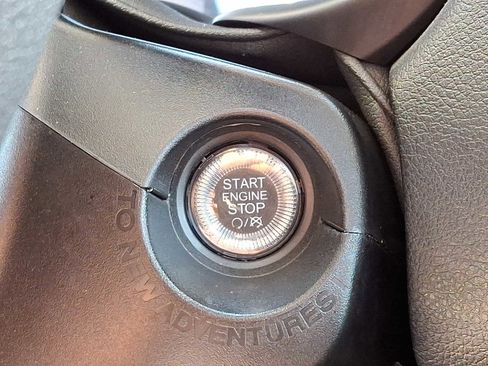 START
ENGINE
STOP
TO NEW ADVENTURES